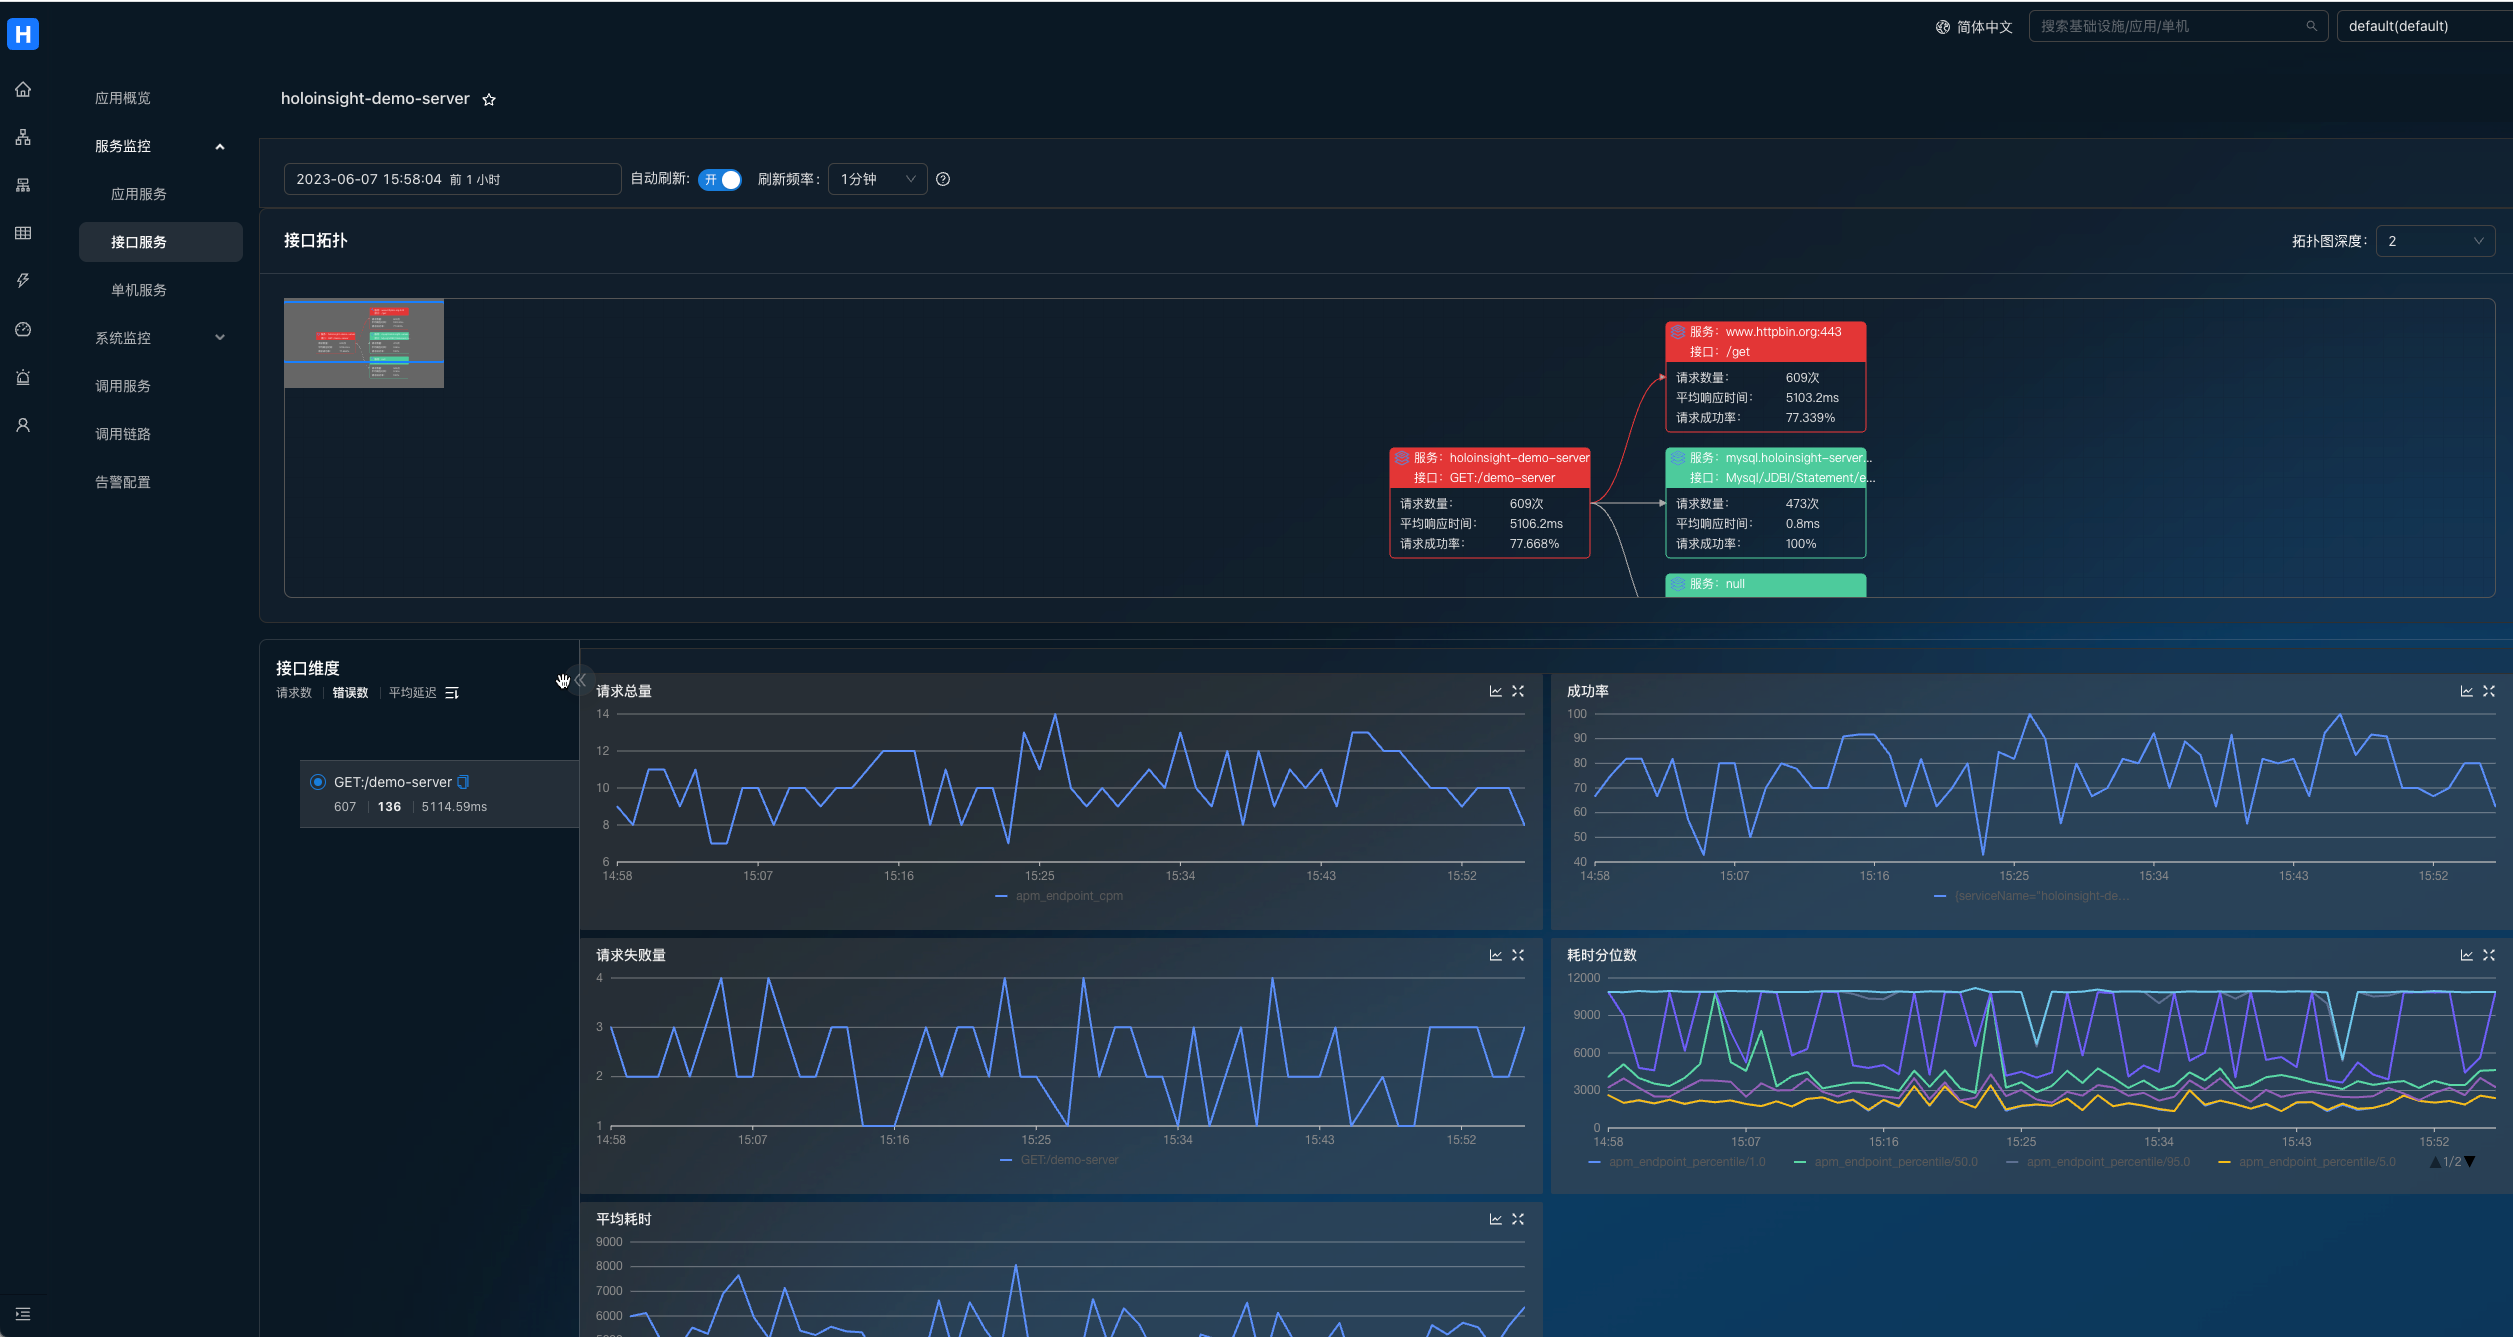 H
简体中文
搜索基础设施/应用/单机
default(default)
应用概览
服务监控
应用服务
接口服务
单机服务
系统监控
调用服务
调用链路
告警配置
holoinsight-demo-server
2023-06-07 15:58:04 前 1 小时
自动刷新: 开
刷新频率: 1分钟
接口拓扑
拓扑图深度: 2
服务: www.httpbin.org:443
接口: /get
请求数量: 609次
平均响应时间: 5103.2ms
请求成功率: 77.339%
服务: holoinsight-demo-server
接口: GET:/demo-server
请求数量: 609次
平均响应时间: 5106.2ms
请求成功率: 77.668%
服务: mysql.holoinsight-server...
接口: Mysql/JDBI/Statement/e...
请求数量: 473次
平均响应时间: 0.8ms
请求成功率: 100%
服务: null
接口维度
请求数 错误数 平均延迟
GET:/demo-server
607 136 5114.59ms
请求总量
14
12
10
8
6
14:58 15:07 15:16 15:25 15:34 15:43 15:52
apm_endpoint_cpm
成功率
100
90
80
70
60
50
40
14:58 15:07 15:16 15:25 15:34 15:43 15:52
{serviceName="holoinsight-de...
请求失败量
4
3
2
1
14:58 15:07 15:16 15:25 15:34 15:43 15:52
GET:/demo-server
耗时分位数
12000
9000
6000
3000
0
14:58 15:07 15:16 15:25 15:34 15:43 15:52
apm_endpoint_percentile/1.0 apm_endpoint_percentile/50.0 apm_endpoint_percentile/95.0 apm_endpoint_percentile/5.0 1/2
平均耗时
9000
8000
7000
6000